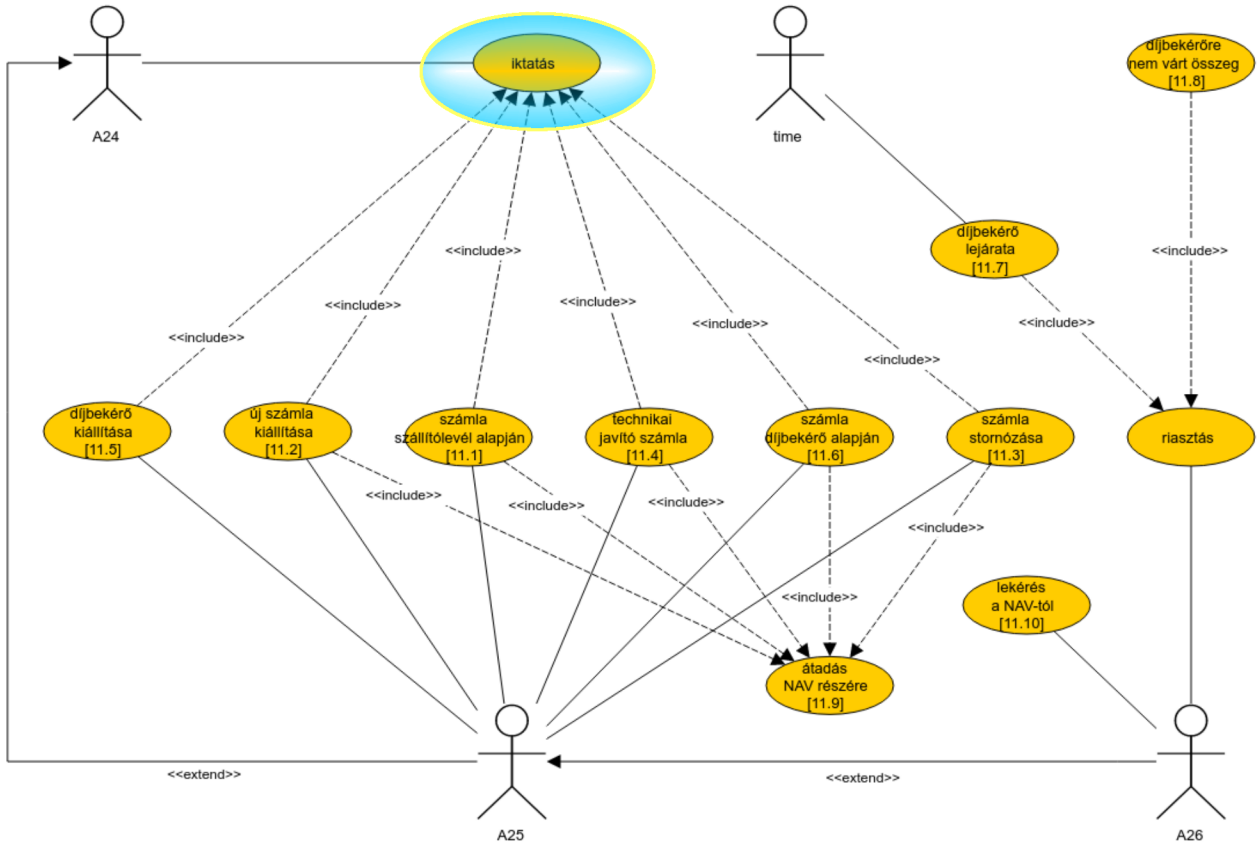 díjbekérőre
nem várt összeg
[11.8]
iktatás
A24
time
díjbekérő
lejárata
[11.7]
<<include>>
<<include>>
<<include>>
<<include>>
<<include>>
<<include>>
<<include>>
<<include>>
<<include>>
díjbekérő
kiállítása
[11.5]
új számla
kiállítása
[11.2]
számla
szállítólevél alapján
[11.1]
technikai
javító számla
[11.4]
számla
díjbekérő alapján
[11.6]
számla
stornózása
[11.3]
riasztás
<<include>>
<<include>>
<<include>>
<<include>>
lekérés
a NAV-tól
[11.10]
<<include>>
átadás
NAV részére
[11.9]
<<extend>>
<<extend>>
A25
A26